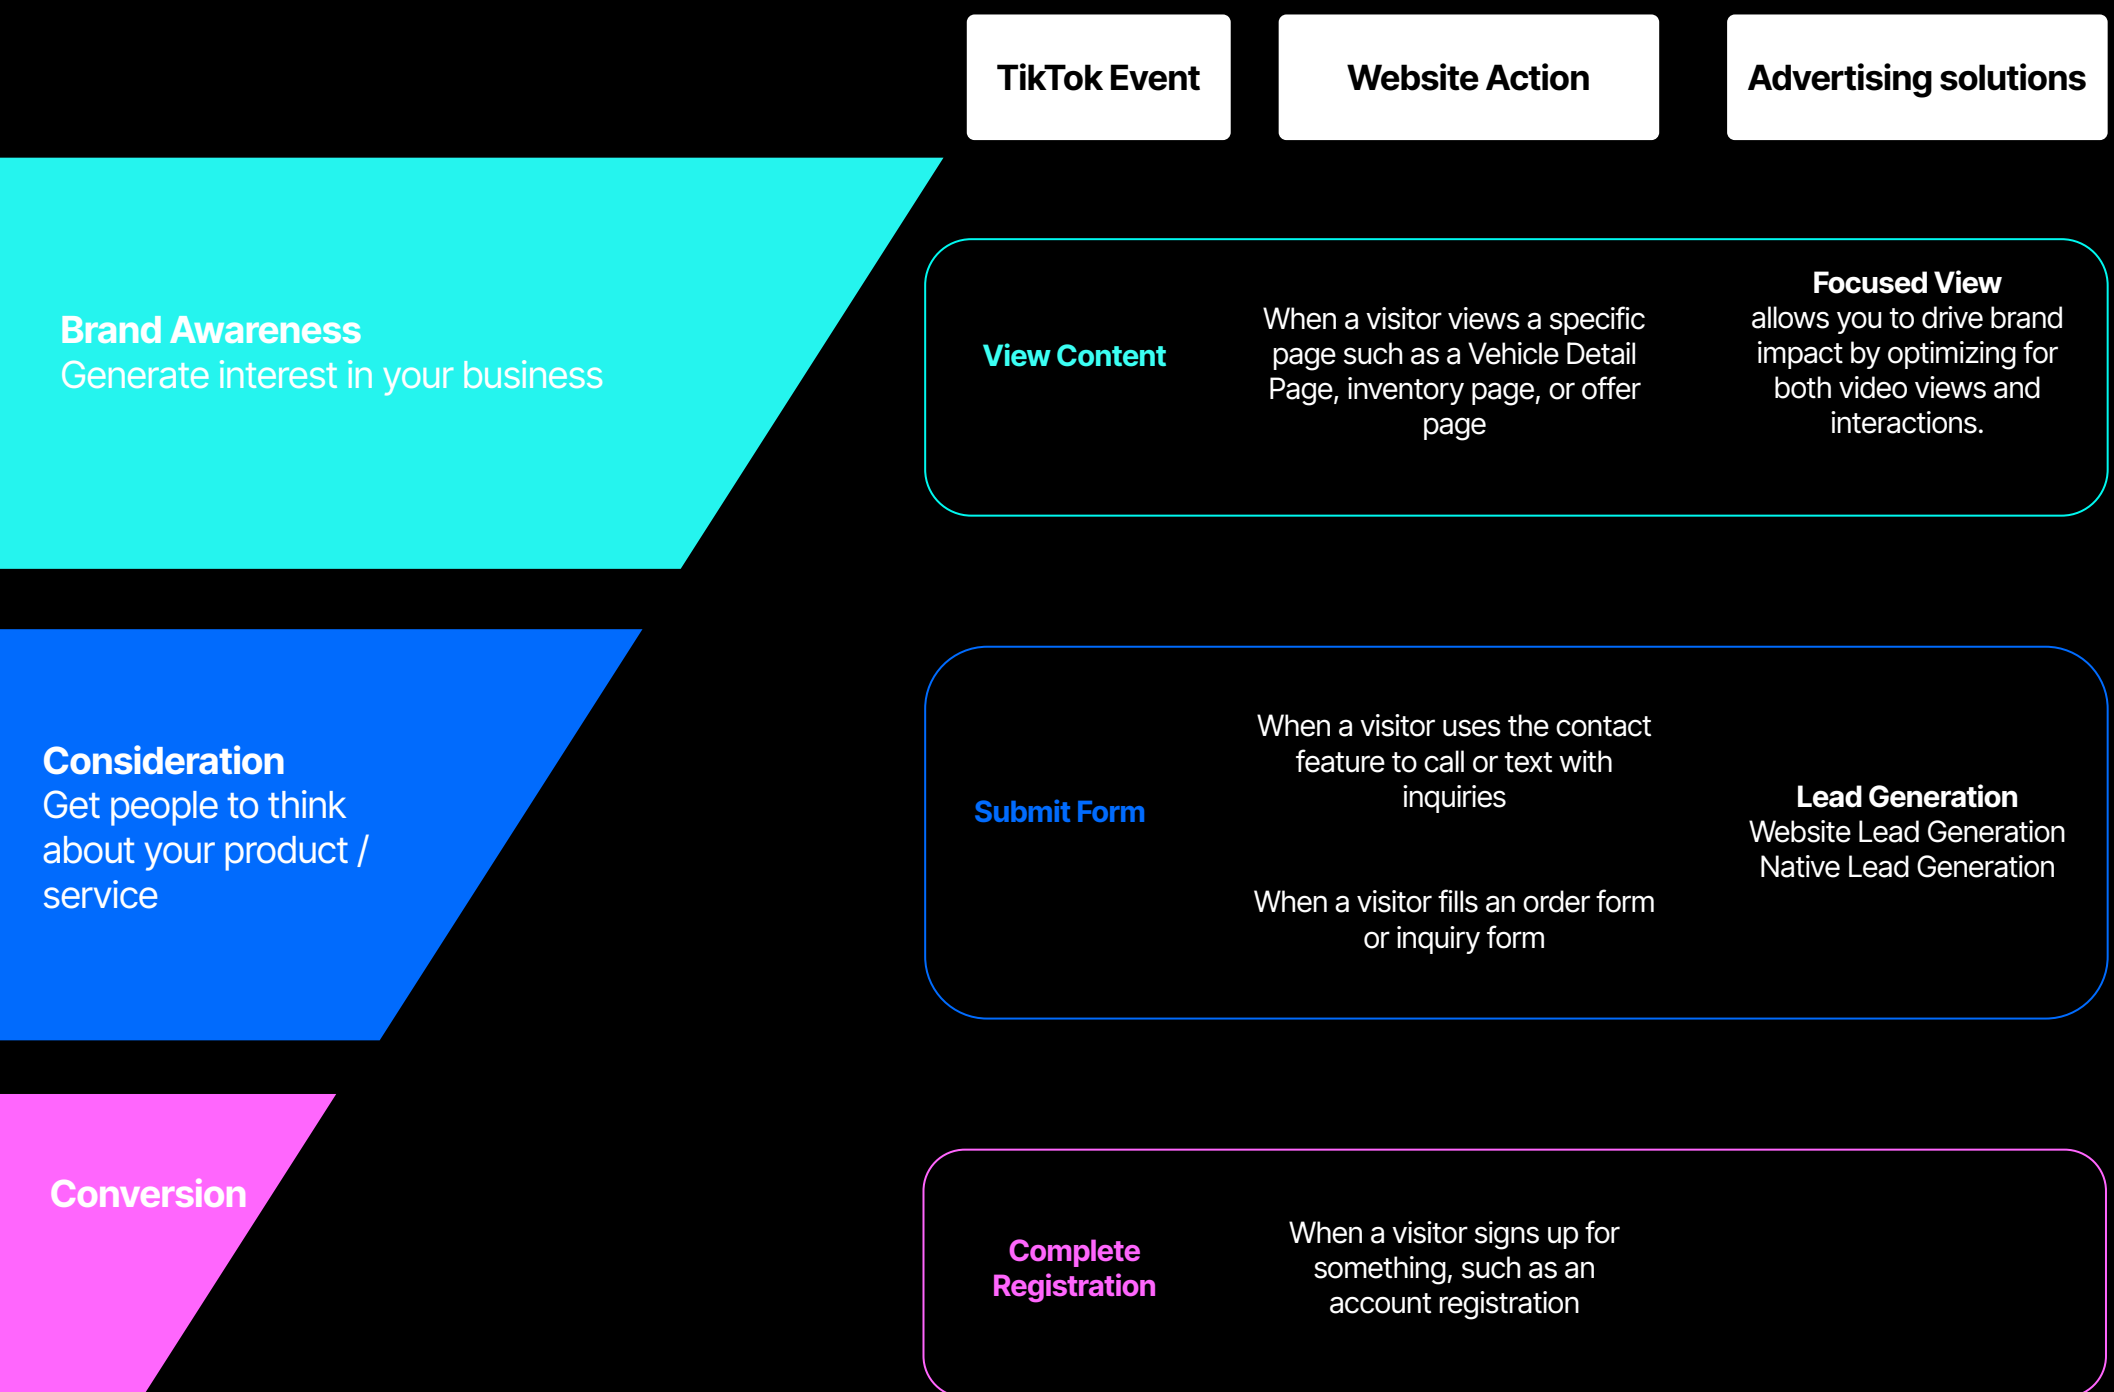 TikTok Event
Website Action
Advertising solutions
Brand Awareness
Generate interest in your business
View Content
When a visitor views a specific
page such as a Vehicle Detail
Page, inventory page, or offer
page
Focused View
allows you to drive brand
impact by optimizing for
both video views and
interactions.
Consideration
Get people to think
about your product /
service
Submit Form
When a visitor uses the contact
feature to call or text with
inquiries
When a visitor fills an order form
or inquiry form
Lead Generation
Website Lead Generation
Native Lead Generation
Conversion
Complete
Registration
When a visitor signs up for
something, such as an
account registration